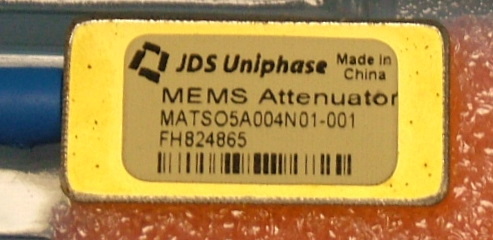 JDS Uniphase Made in
China
MEMS Attenuator
MATSO5A004N01-001
FH824865